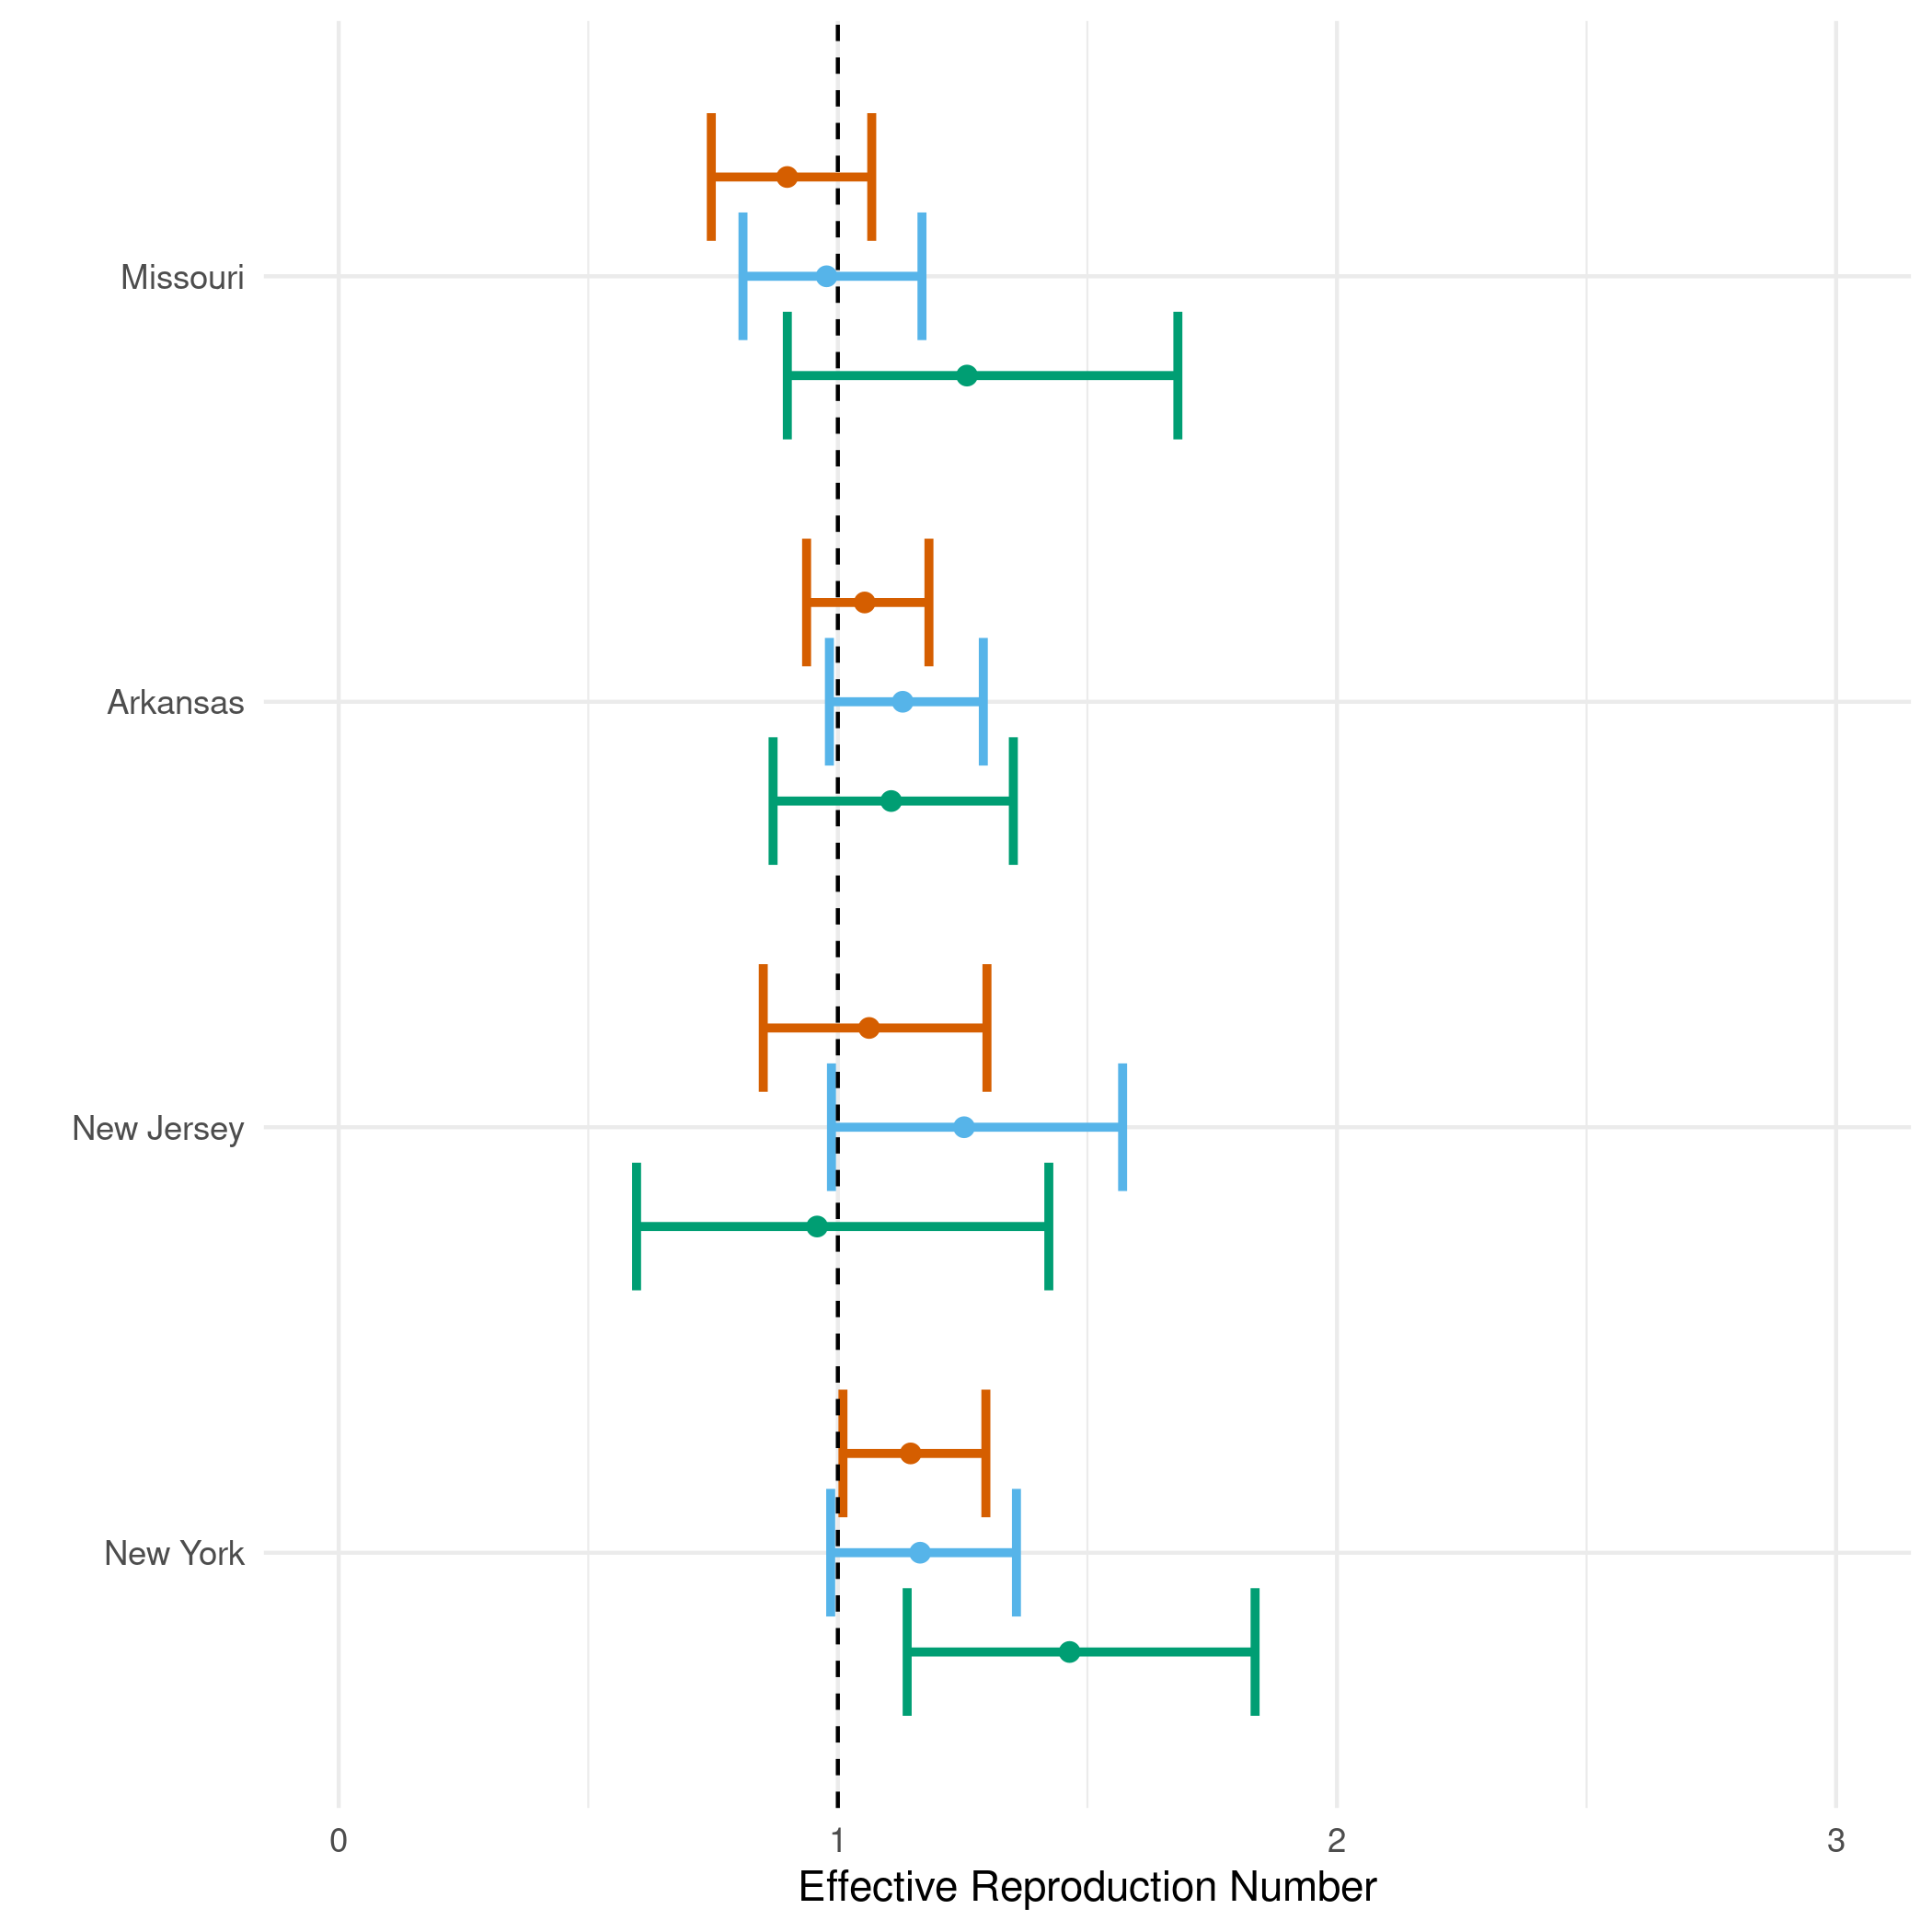 Missouri
Arkansas
New Jersey
New York
0 1 2 3
Effective Reproduction Number